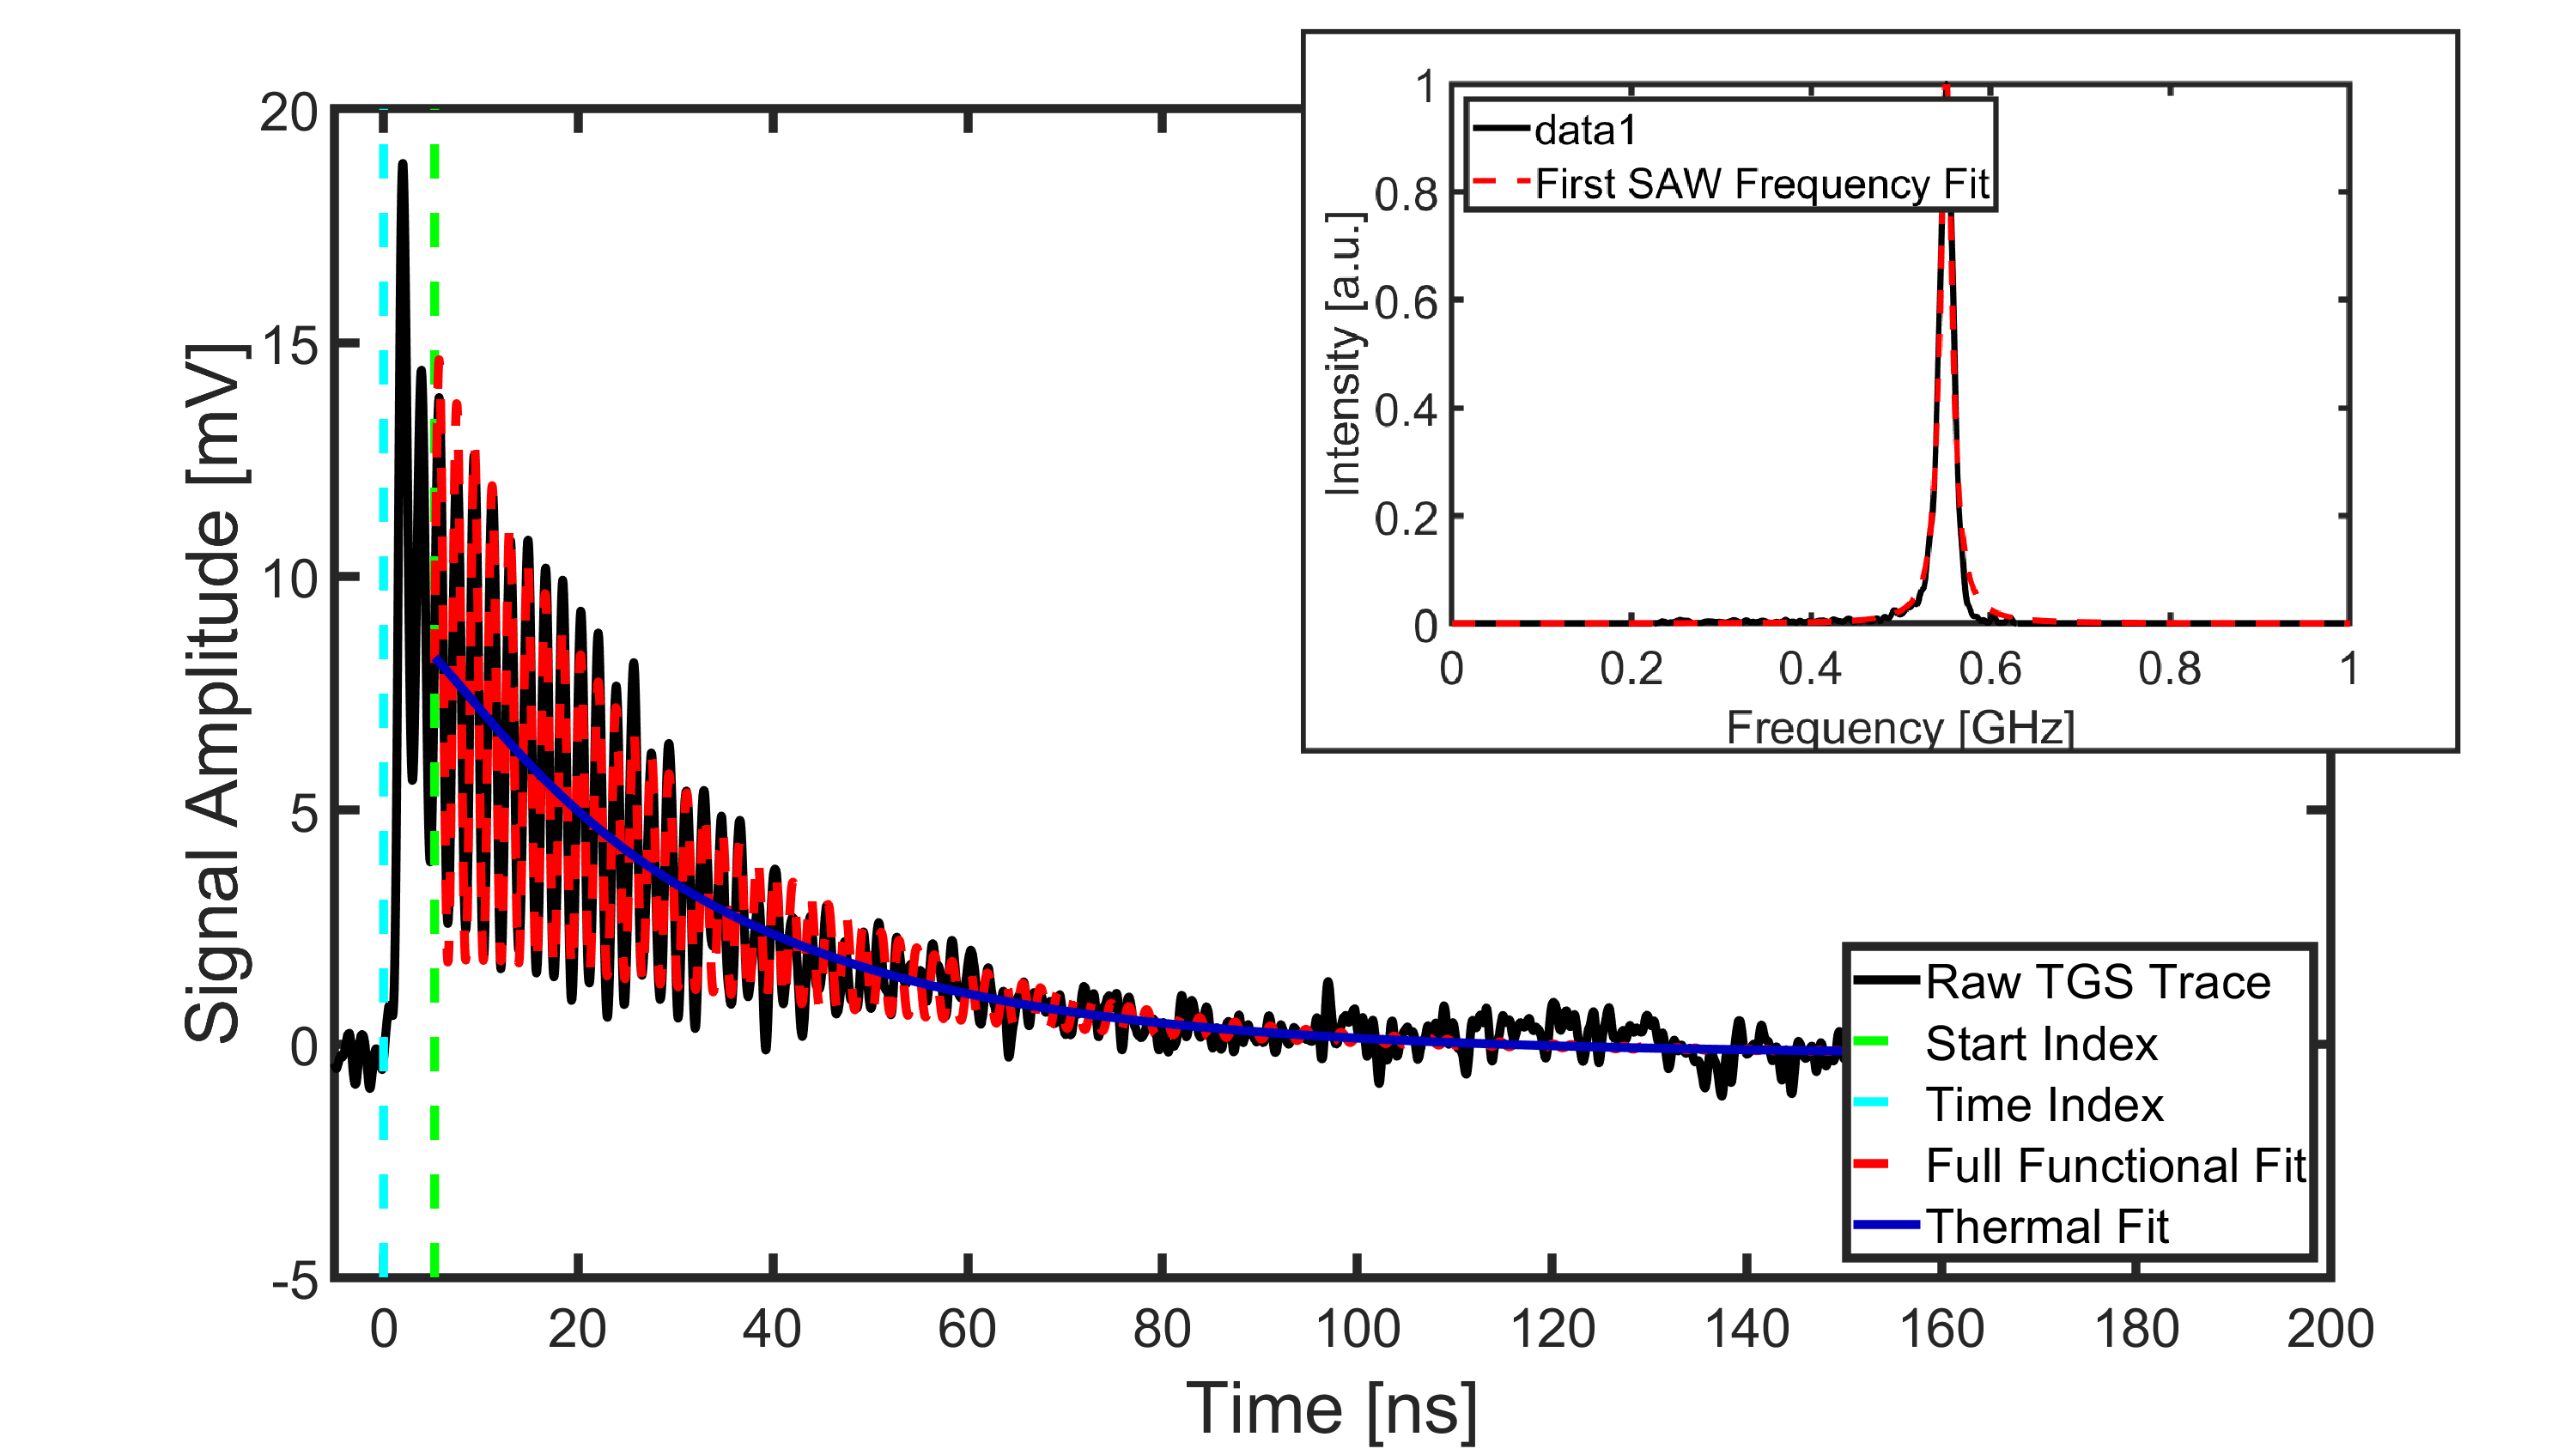 20
15
10
5
0
-5
Signal Amplitude [mV]
0
20
40
60
80
100
120
140
160
180
200
Time [ns]
1
0.8
0.6
0.4
0.2
0
Intensity [a.u.]
data1
First SAW Frequency Fit
0
0.2
0.4
0.6
0.8
1
Frequency [GHz]
Raw TGS Trace
Start Index
Time Index
Full Functional Fit
Thermal Fit